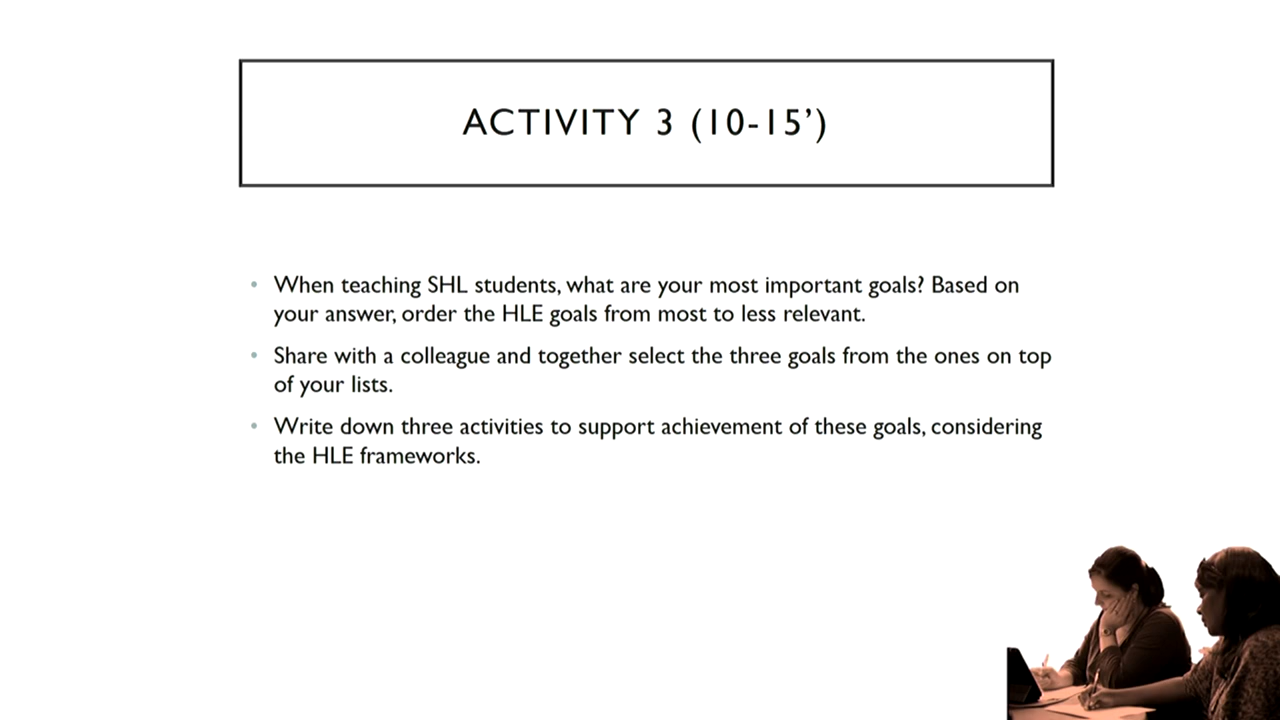 ACTIVITY 3 (10-15’)
• When teaching SHL students, what are your most important goals? Based on
your answer, order the HLE goals from most to less relevant.
• Share with a colleague and together select the three goals from the ones on top
of your lists.
• Write down three activities to support achievement of these goals, considering
the HLE frameworks.